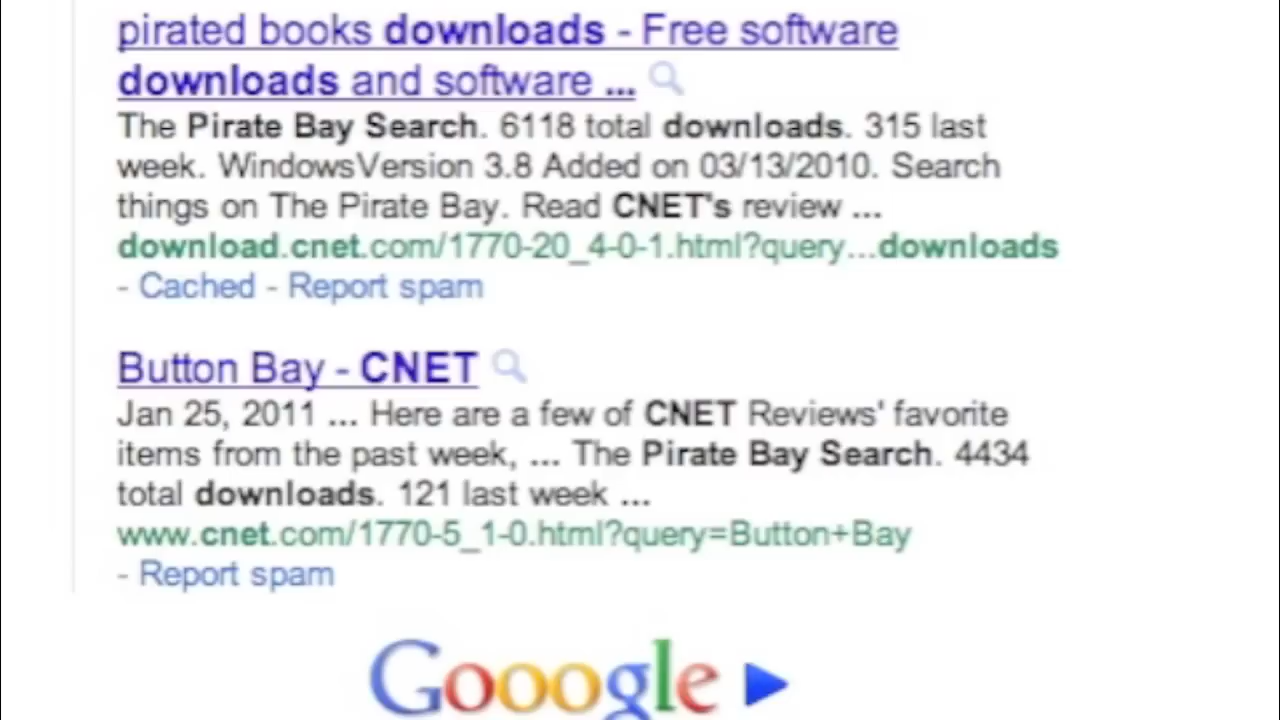 pirated books downloads - Free software
downloads and software ...
The Pirate Bay Search. 6118 total downloads. 315 last
week. WindowsVersion 3.8 Added on 03/13/2010. Search
things on The Pirate Bay. Read CNET's review ...
download.cnet.com/1770-20_4-0-1.html?query...downloads
- Cached - Report spam
Button Bay - CNET
Jan 25, 2011 ... Here are a few of CNET Reviews' favorite
items from the past week, ... The Pirate Bay Search. 4434
total downloads. 121 last week ...
www.cnet.com/1770-5_1-0.html?query=Button+Bay
- Report spam
Gooogle